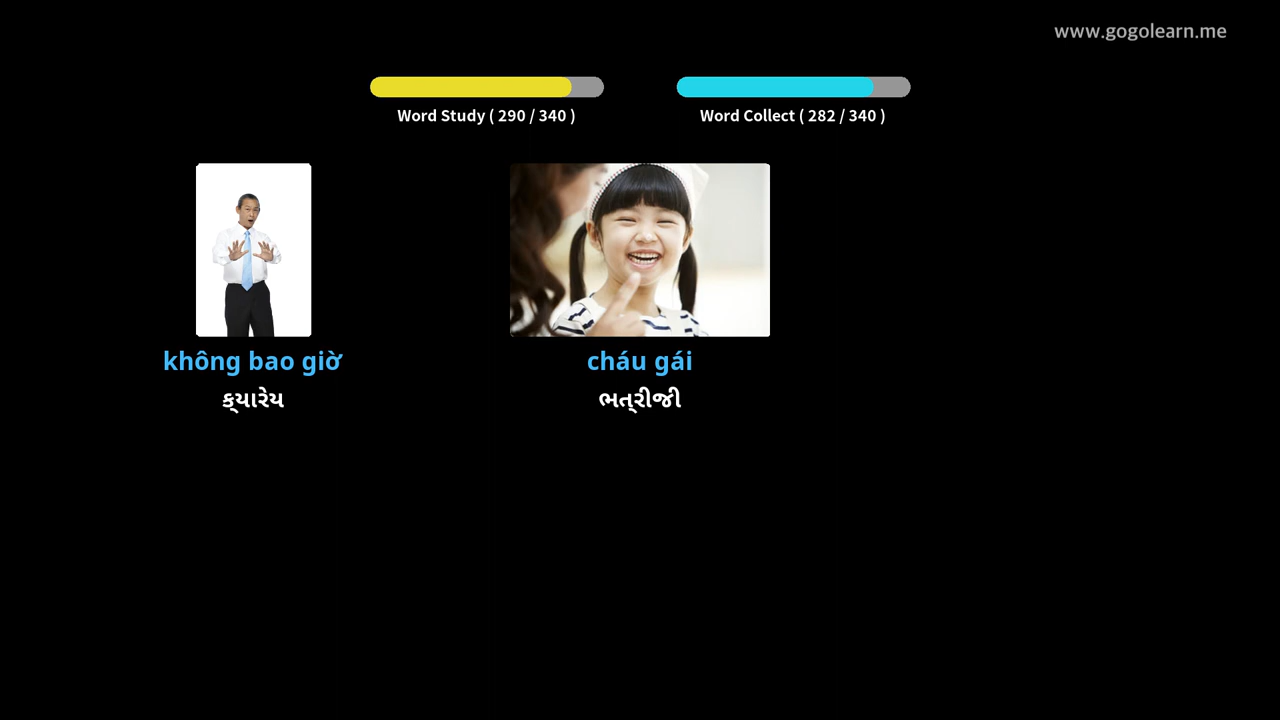 www.gogolearn.me
Word Study ( 290 / 340 )
Word Collect ( 282 / 340 )
không bao giờ
cháu gái
ક્યારેય
ભત્રીજી